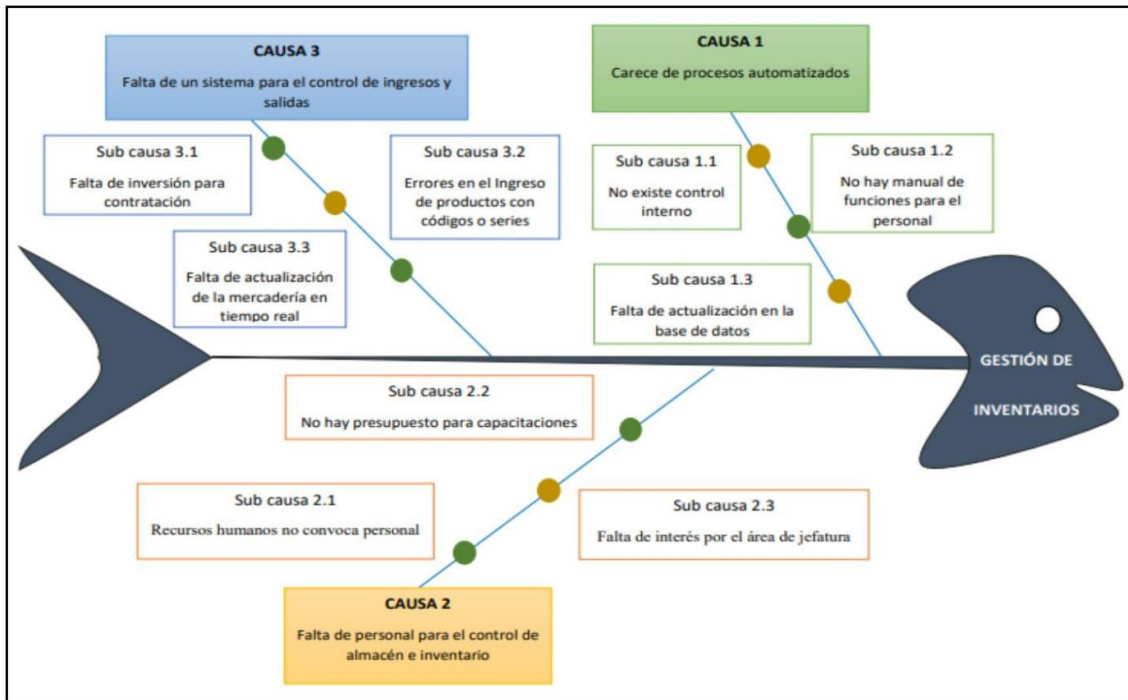 CAUSA 3
Falta de un sistema para el control de ingresos y
salidas
Sub causa 3.1
Falta de inversión para
contratación
Sub causa 3.2
Errores en el Ingreso
de productos con
códigos o series
Sub causa 3.3
Falta de actualización
de la mercadería en
tiempo real
CAUSA 1
Carece de procesos automatizados
Sub causa 1.1
No existe control
interno
Sub causa 1.2
No hay manual de
funciones para el
personal
Sub causa 1.3
Falta de actualización en la
base de datos
GESTIÓN DE
INVENTARIOS
Sub causa 2.2
No hay presupuesto para capacitaciones
Sub causa 2.1
Recursos humanos no convoca personal
Sub causa 2.3
Falta de interés por el área de jefatura
CAUSA 2
Falta de personal para el control de
almacén e inventario